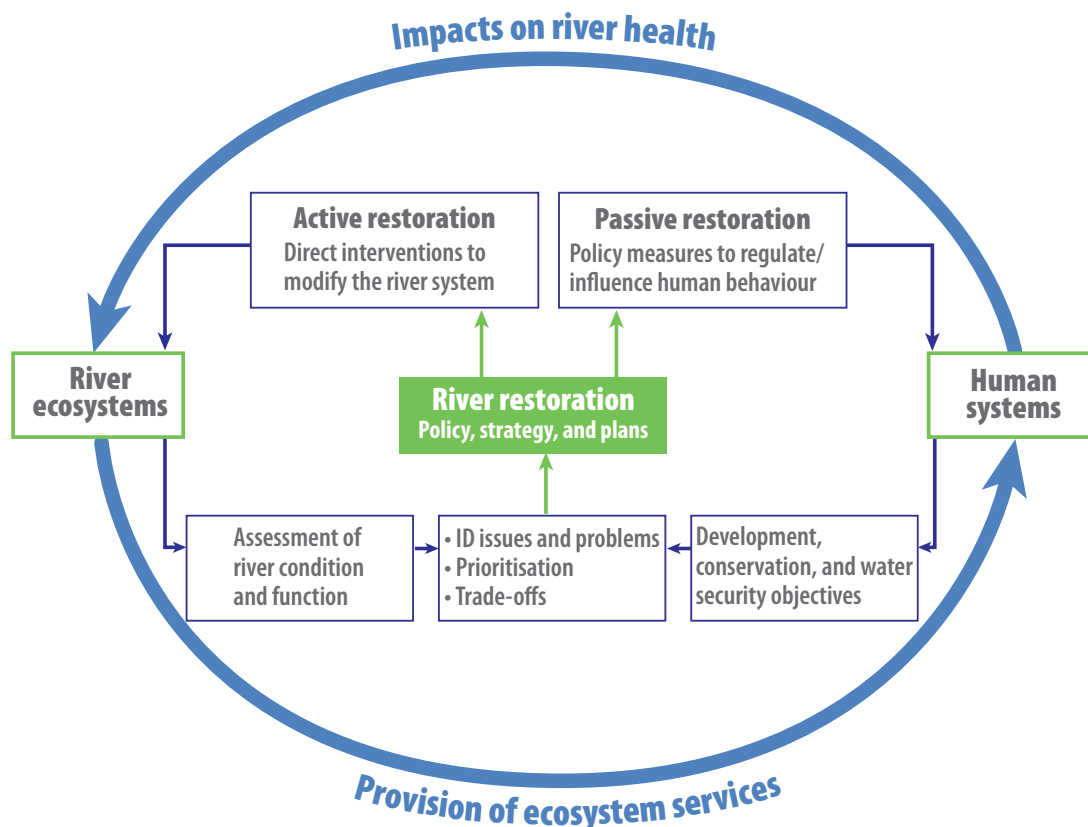 Impacts on river health
Active restoration
Direct interventions to
modify the river system
Passive restoration
Policy measures to regulate/
influence human behaviour
River
ecosystems
River restoration
Policy, strategy, and plans
Human
systems
Assessment of
river condition
and function
• ID issues and problems
• Prioritisation
• Trade-offs
Development,
conservation, and water
security objectives
Provision of ecosystem services